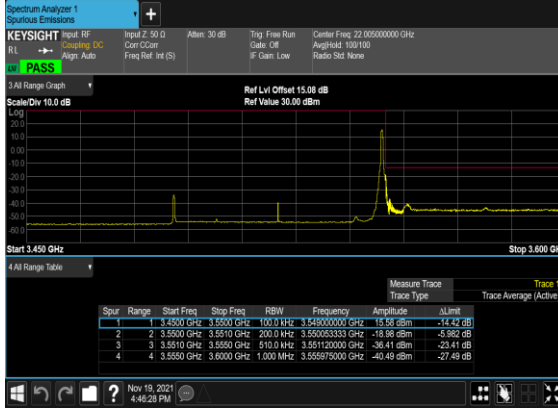 Spectrum Analyzer 1
Spurious Emissions
+
KEYSIGHT Input: RF Input Z: 50 Ω Atten: 30 dB Trig: Free Run Center Freq: 22.005000000 GHz
RL Coupling: DC Corr CCorr Gate: Off Avg|Hold: 100/100
Align: Auto Freq Ref: Int (S) IF Gain: Low Radio Std: None
PASS
3 All Range Graph
Ref Lvl Offset 15.08 dB
Scale/Div 10.0 dB Ref Value 30.00 dBm
Log
20.0
10.0
0.00
-10.0
-20.0
-30.0
-40.0
-50.0
-60.0
Start 3.450 GHz Stop 3.600 G
4 All Range Table
Measure Trace Trace 1
Trace Type Trace Average (Active
Spur Range Start Freq Stop Freq RBW Frequency Amplitude ΔLimit
1 1 3.4500 GHz 3.5500 GHz 100.0 kHz 3.549000000 GHz 15.58 dBm -14.42 dB
2 2 3.5500 GHz 3.5510 GHz 200.0 kHz 3.550053333 GHz -18.98 dBm -5.982 dB
3 3 3.5510 GHz 3.5550 GHz 510.0 kHz 3.551120000 GHz -36.41 dBm -23.41 dB
4 4 3.5550 GHz 3.6000 GHz 1.000 MHz 3.555975000 GHz -40.49 dBm -27.49 dB
?
Nov 19, 2021
4:46:28 PM